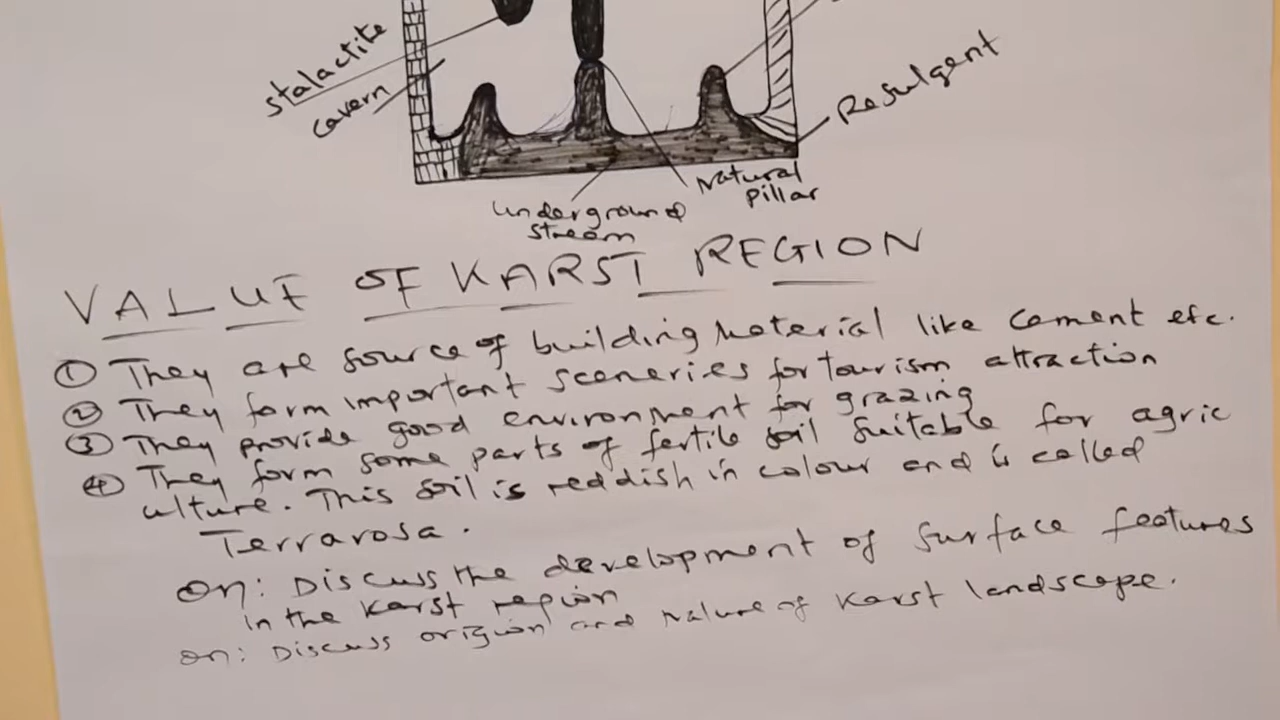 stalactite
cavern
Resulgent
Natural
pillar
underground
stream
VALUE OF KARST REGION
① They are source of building material like cement etc.
② They form important sceneries for tourism attraction
③ They provide good environment for grazing
④ They form some parts of fertile soil suitable for agric
ulture. This soil is reddish in colour and is called
Terrarosa.
Qn: Discuss the development of surface features
in the karst region
Qn: Discuss origion and nature of karst landscape.